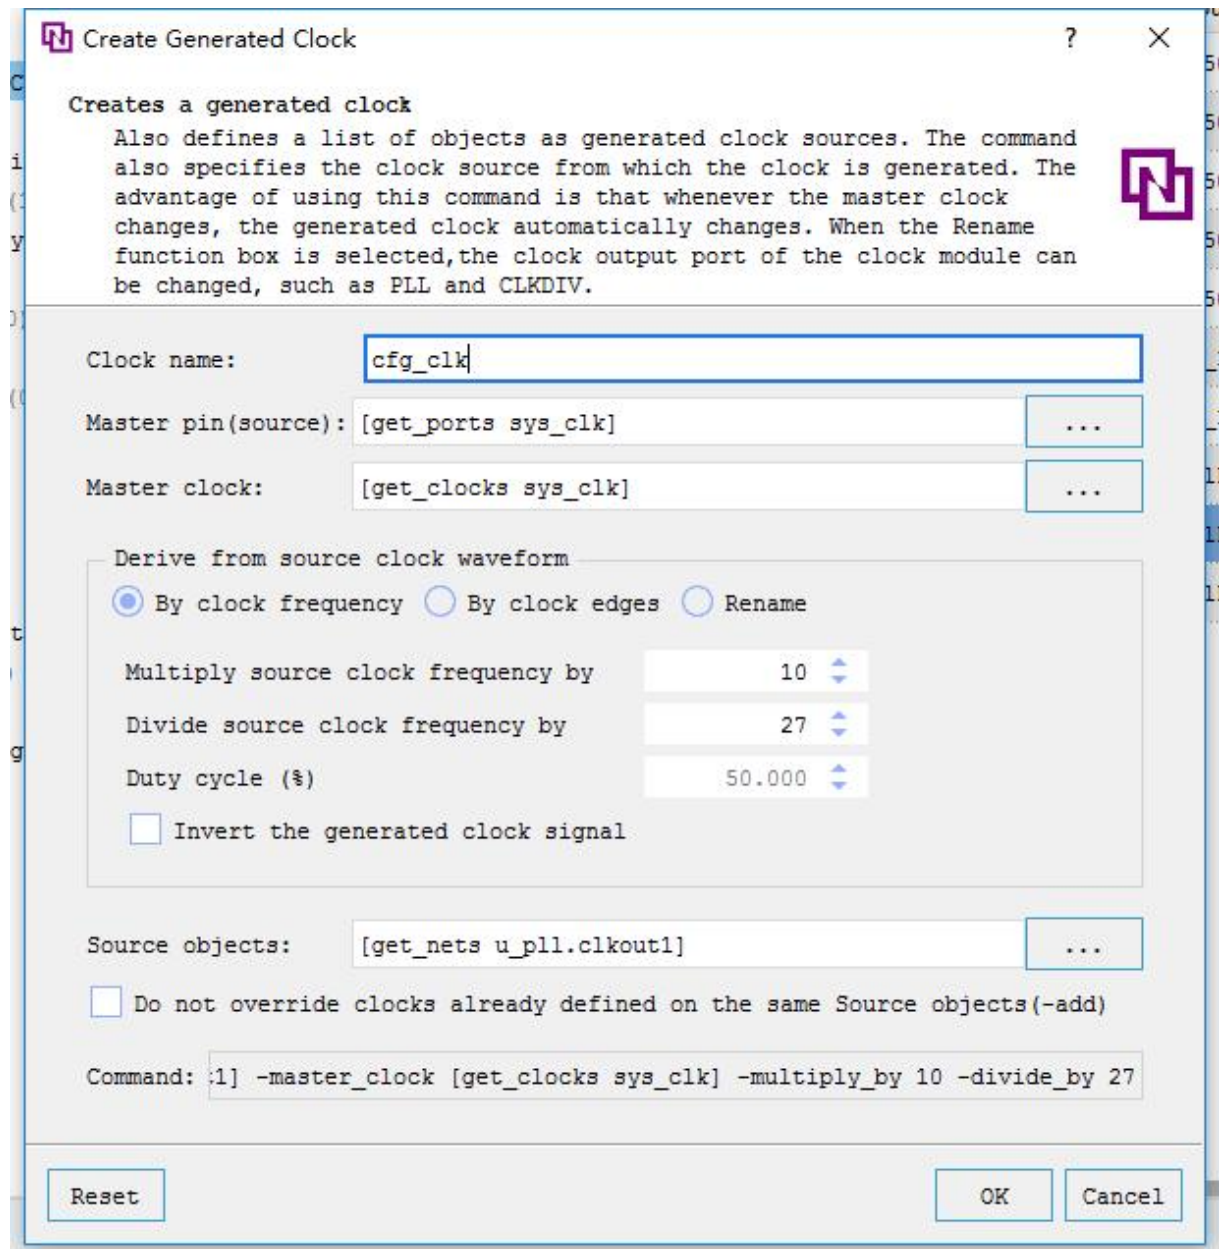 Create Generated Clock
?
Creates a generated clock
Also defines a list of objects as generated clock sources. The command
also specifies the clock source from which the clock is generated. The
advantage of using this command is that whenever the master clock
changes, the generated clock automatically changes. When the Rename
function box is selected,the clock output port of the clock module can
be changed, such as PLL and CLKDIV.
Clock name: cfg_clk
Master pin(source): [get_ports sys_clk] ...
Master clock: [get_clocks sys_clk] ...
Derive from source clock waveform
By clock frequency By clock edges Rename
Multiply source clock frequency by 10
Divide source clock frequency by 27
Duty cycle (%) 50.000
Invert the generated clock signal
Source objects: [get_nets u_pll.clkout1] ...
Do not override clocks already defined on the same Source objects(-add)
Command: 1] -master_clock [get_clocks sys_clk] -multiply_by 10 -divide_by 27
Reset OK Cancel